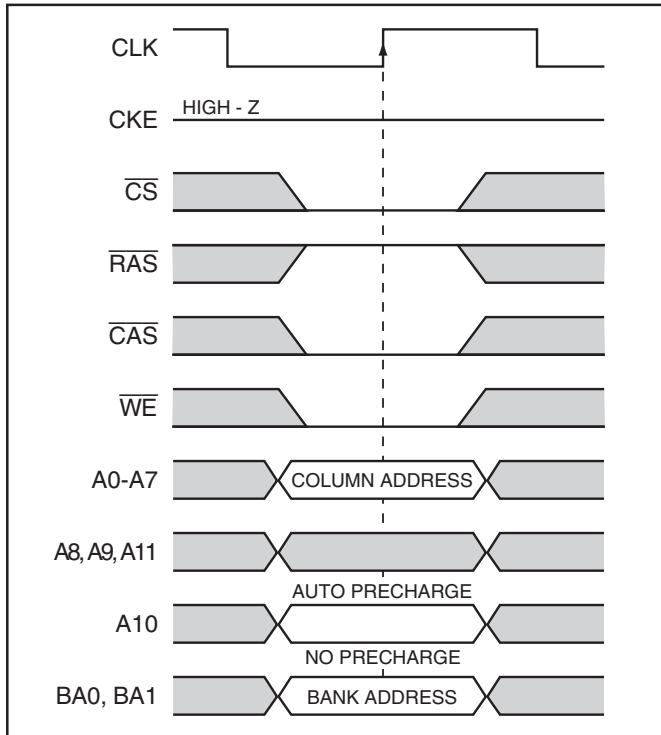 CLK
HIGH - Z
CKE
CS
RAS
CAS
WE
A0-A7 COLUMN ADDRESS
A8, A9, A11
AUTO PRECHARGE
A10
NO PRECHARGE
BA0, BA1 BANK ADDRESS